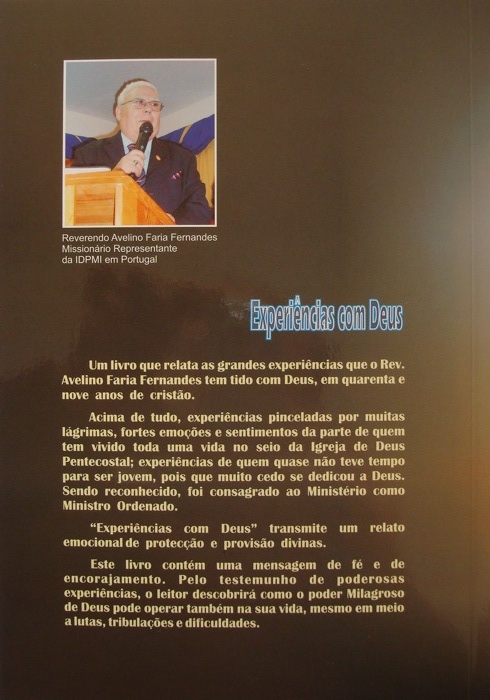 Reverendo Avelino Faria Fernandes
Missionário Representante
da IDPMI em Portugal
Experiências com Deus
Um livro que relata as grandes experiências que o Rev.
Avelino Faria Fernandes tem tido com Deus, em quarenta e
nove anos de cristão.
Acima de tudo, experiências pinceladas por muitas
lágrimas, fortes emoções e sentimentos da parte de quem
tem vivido toda uma vida no seio da Igreja de Deus
Pentecostal; experiências de quem quase não teve tempo
para ser jovem, pois que muito cedo se dedicou a Deus.
Sendo reconhecido, foi consagrado ao Ministério como
Ministro Ordenado.
“Experiências com Deus” transmite um relato
emocional de protecção e provisão divinas.
Este livro contém uma mensagem de fé e de
encorajamento. Pelo testemunho de poderosas
experiências, o leitor descobrirá como o poder Milagroso
de Deus pode operar também na sua vida, mesmo em meio
a lutas, tribulações e dificuldades.